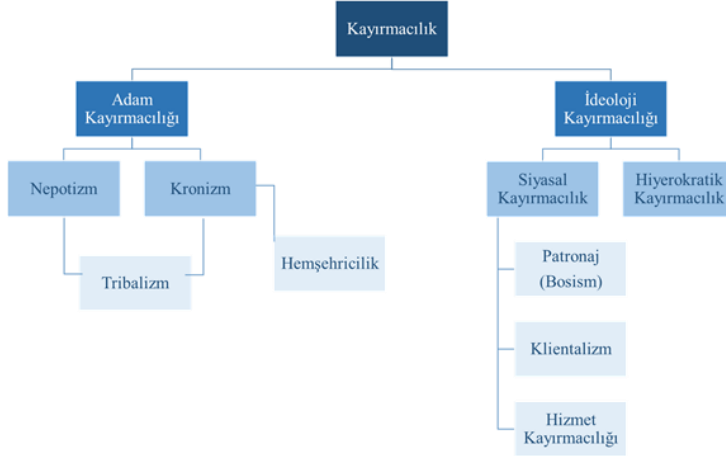 Kayırmacılık
Adam
Kayırmacılığı
İdeoloji
Kayırmacılığı
Nepotizm
Kronizm
Siyasal
Kayırmacılık
Hiyerokratik
Kayırmacılık
Tribalizm
Hemşehricilik
Patronaj
(Bosism)
Klientalizm
Hizmet
Kayırmacılığı